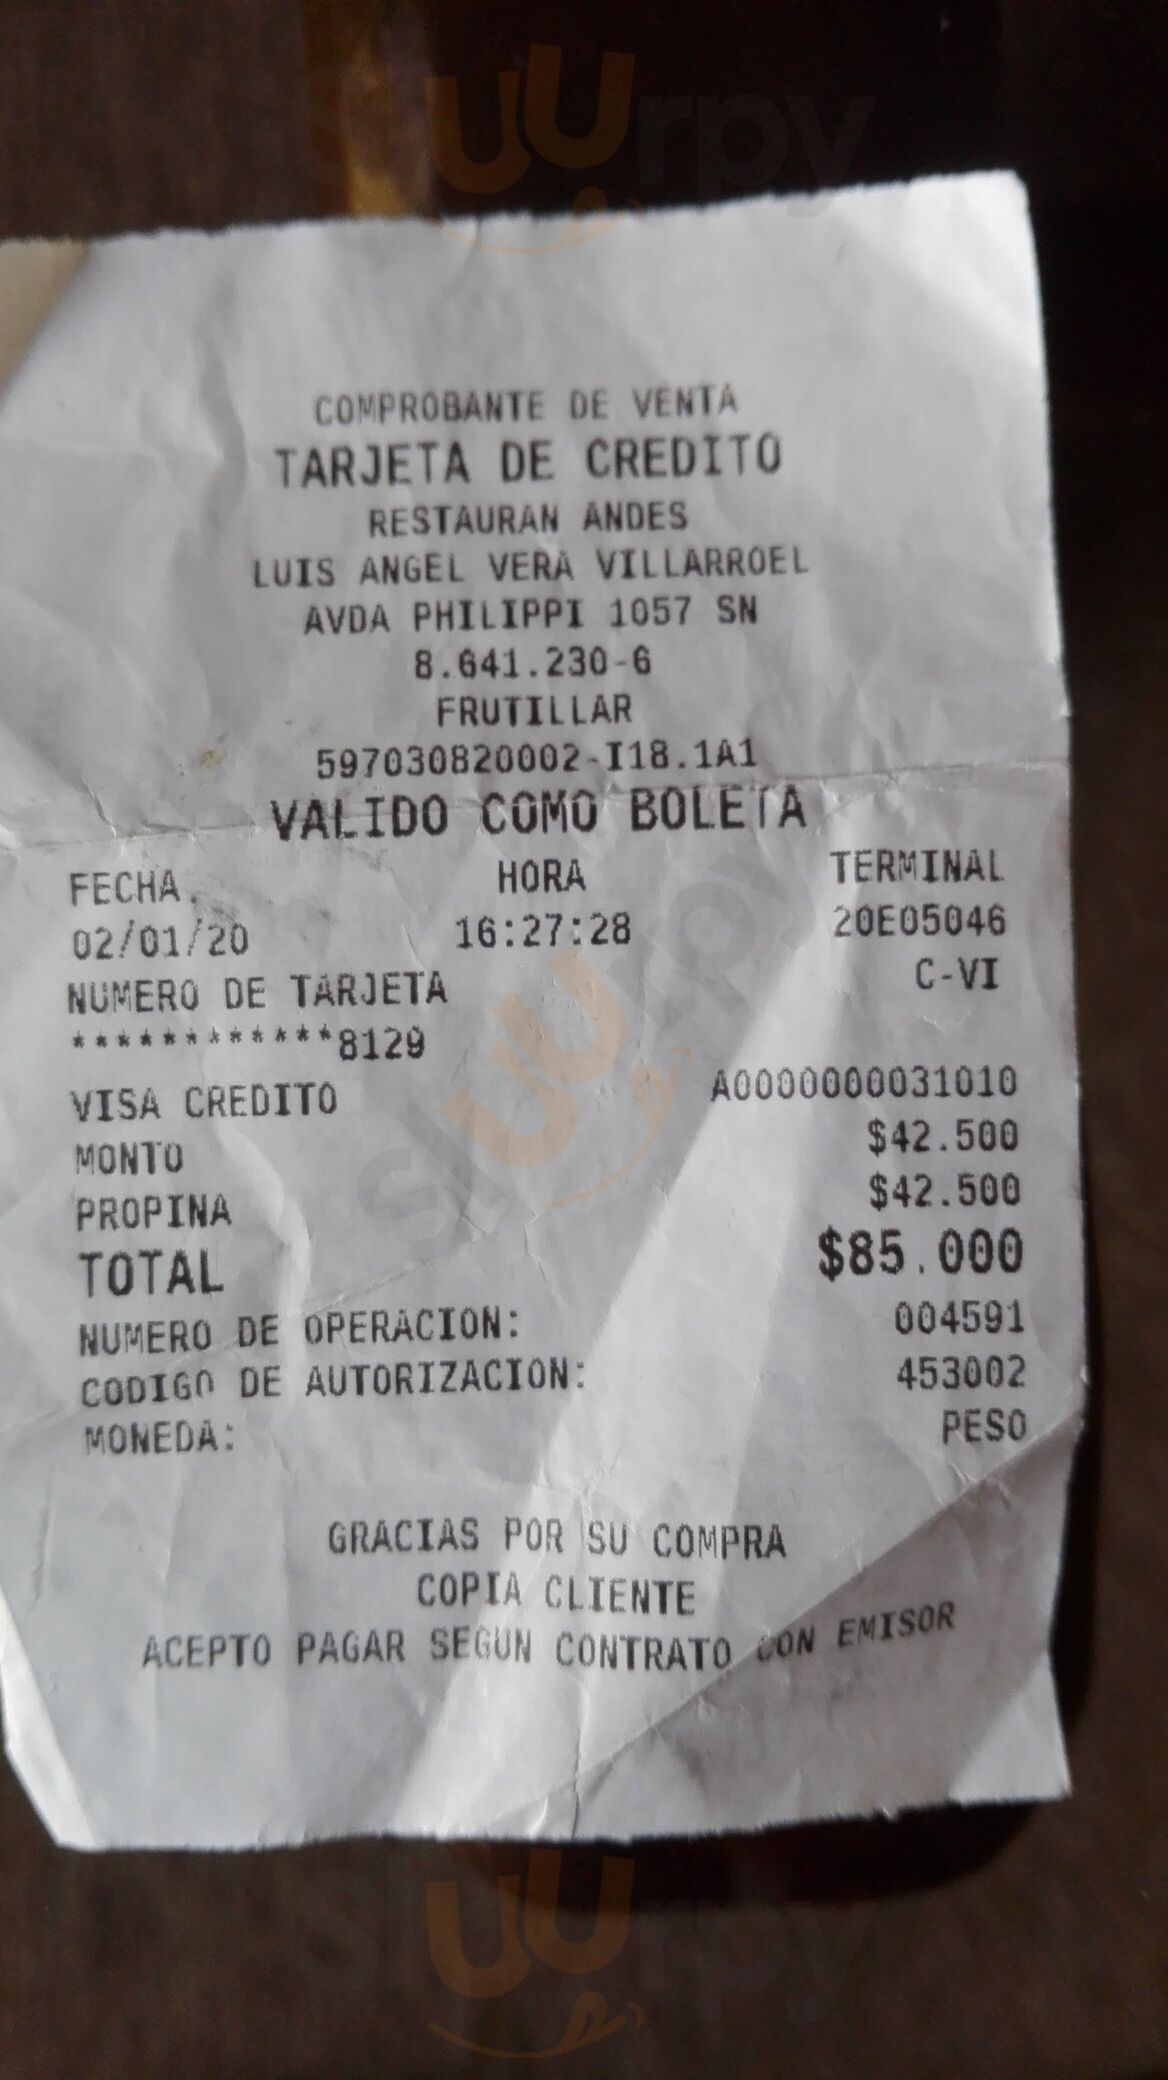 sluurpy
COMPROBANTE DE VENTA
TARJETA DE CREDITO
RESTAURAN ANDES
LUIS ANGEL VERA VILLARROEL
AVDA PHILIPPI 1057 SN
8.641.230-6
FRUTILLAR
597030820002-I18.1A1
VALIDO COMO BOLETA
FECHA. HORA TERMINAL
02/01/20 16:27:28 20E05046
NUMERO DE TARJETA C-VI
************8129
VISA CREDITO A0000000031010
MONTO $42.500
PROPINA $42.500
TOTAL $85.000
NUMERO DE OPERACION: 004591
CODIGO DE AUTORIZACION: 453002
MONEDA: PESO
GRACIAS POR SU COMPRA
COPIA CLIENTE
ACEPTO PAGAR SEGUN CONTRATO CON EMISOR
sluurpy
sluurpy